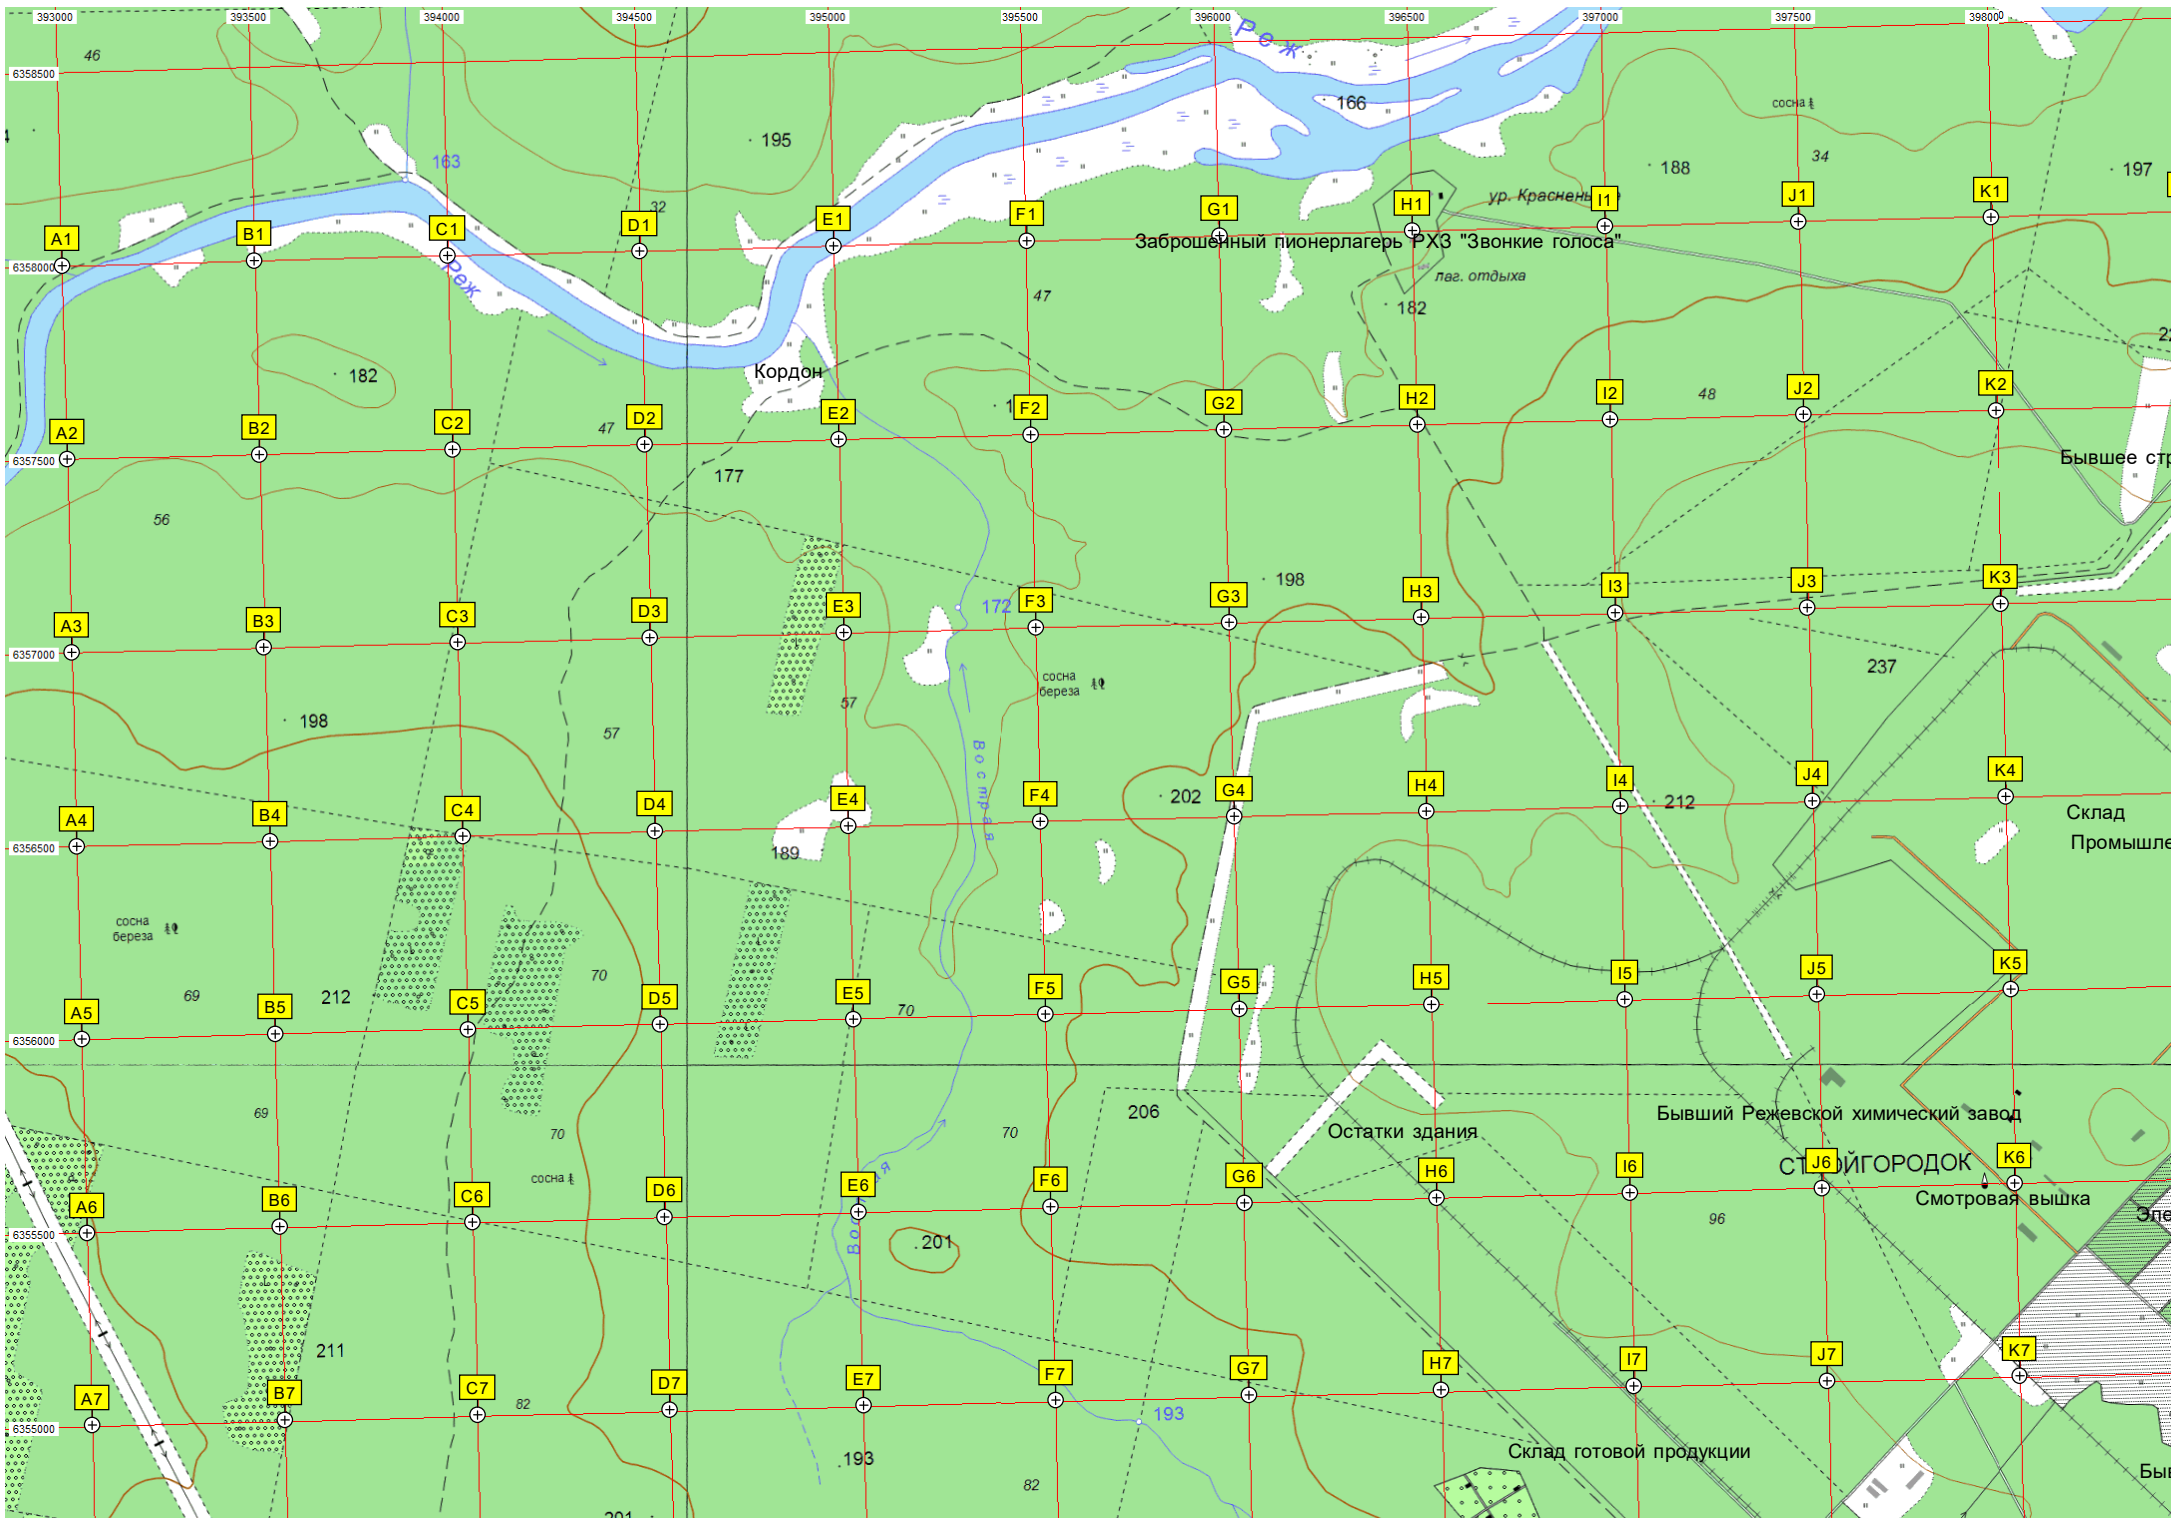 393000 393500 394000 394500 395000 395500 396000 396500 397000 397500 398000
46
6358500
Реж
166
сосна
195
163
34
188
197
32
ур. Красненькое
A1 B1 C1 D1 E1 F1 G1 H1 I1 J1 K1
Заброшенный пионерлагерь РХЗ "Звонкие голоса"
6358000
Реж
47
лаг. отдыха
182
182
Кордон
48
A2 B2 C2 D2 E2 F2 G2 H2 I2 J2 K2
47
6357500
177
Бывшее стр
56
198
172
A3 B3 C3 D3 E3 F3 G3 H3 I3 J3 K3
6357000
237
сосна
береза
57
198
57
Вострая
202
212
A4 B4 C4 D4 E4 F4 G4 H4 I4 J4 K4
Склад
6356500
189
Промышле
сосна
береза
70
69
212
70
A5 B5 C5 D5 E5 F5 G5 H5 I5 J5 K5
6356000
69
206
Бывший Режевской химический завод
70
70
Остатки здания
СТРОЙГОРОДОК
сосна
A6 B6 C6 D6 E6 F6 G6 H6 I6 J6 K6
Смотровая вышка
96
Эле
6355500
201
211
A7 B7 C7 D7 E7 F7 G7 H7 I7 J7 K7
82
193
6355000
Склад готовой продукции
193
82
Быв
201